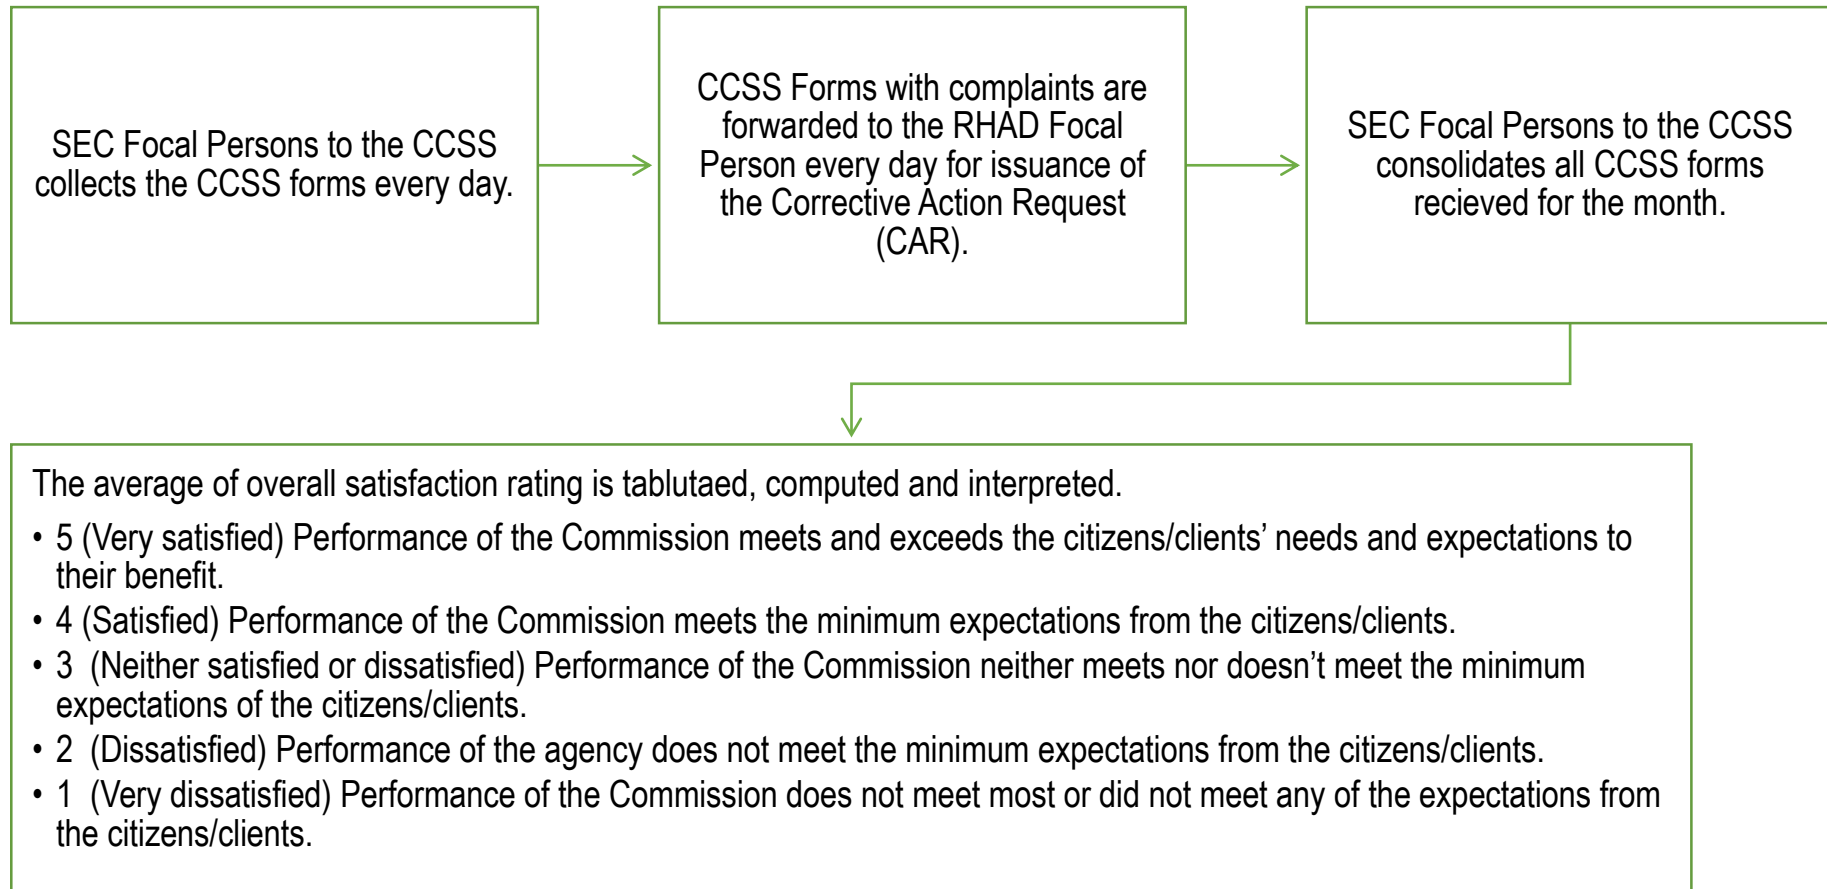 SEC Focal Persons to the CCSS
collects the CCSS forms every day.
CCSS Forms with complaints are
forwarded to the RHAD Focal
Person every day for issuance of
the Corrective Action Request
(CAR).
SEC Focal Persons to the CCSS
consolidates all CCSS forms
recieved for the month.
The average of overall satisfaction rating is tablutaed, computed and interpreted.
• 5 (Very satisfied) Performance of the Commission meets and exceeds the citizens/clients’ needs and expectations to
their benefit.
• 4 (Satisfied) Performance of the Commission meets the minimum expectations from the citizens/clients.
• 3  (Neither satisfied or dissatisfied) Performance of the Commission neither meets nor doesn’t meet the minimum
expectations of the citizens/clients.
• 2  (Dissatisfied) Performance of the agency does not meet the minimum expectations from the citizens/clients.
• 1  (Very dissatisfied) Performance of the Commission does not meet most or did not meet any of the expectations from
the citizens/clients.